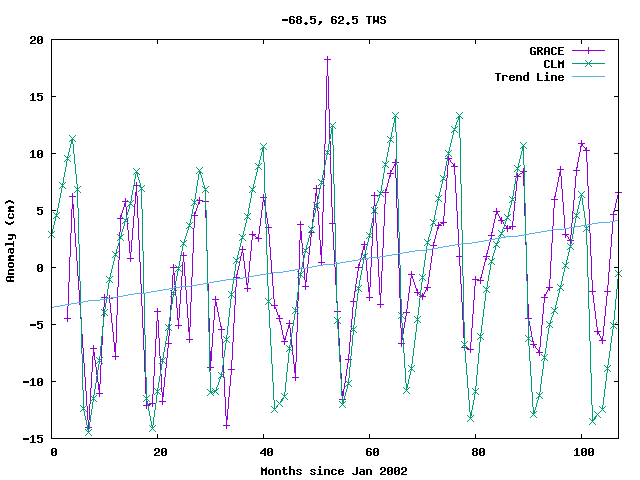 -68.5, 62.5 TWS
GRACE
CLM
Trend Line
20
15
10
5
0
-5
-10
-15
Anomaly (cm)
0 20 40 60 80 100
Months since Jan 2002